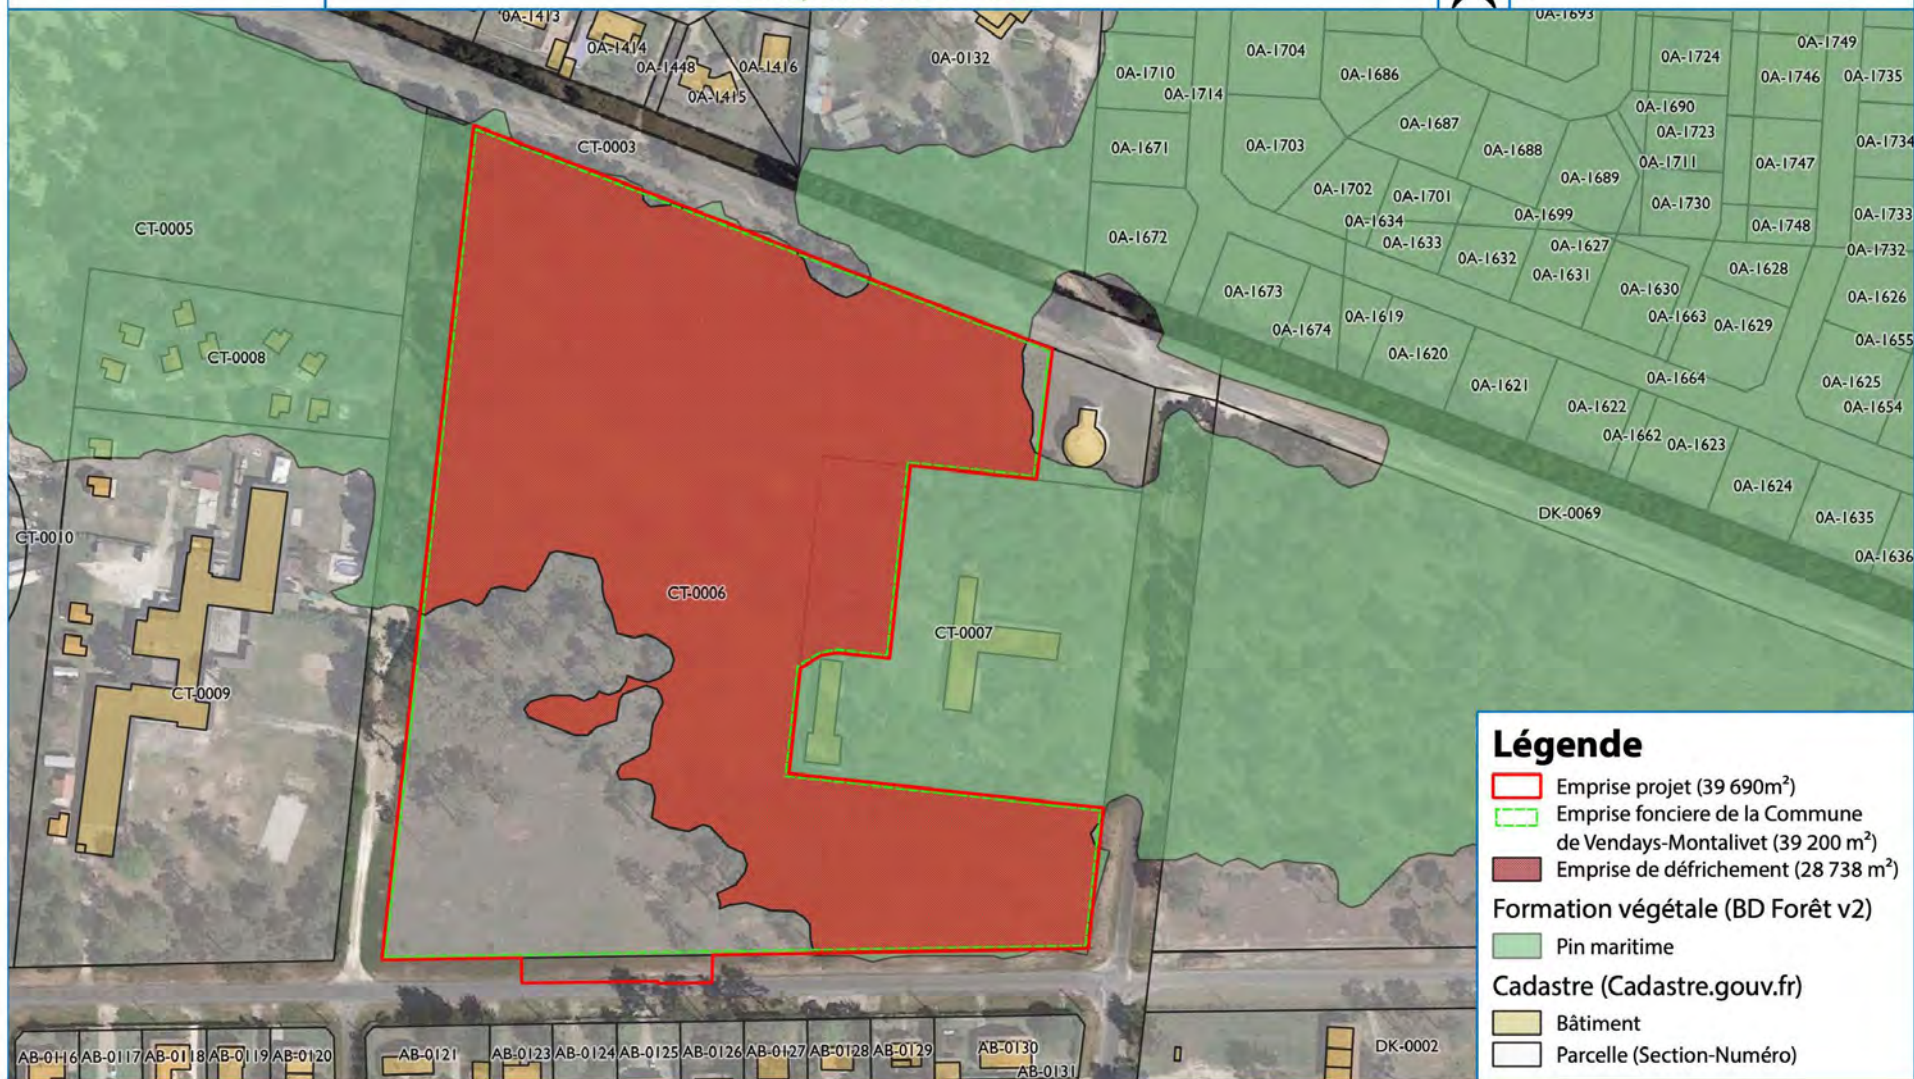 0A-1413
0A-1693
0A-1414
0A-1704
0A-1749
0A-0132
0A-1724
0A-1448
0A-1416
0A-1710
0A-1686
0A-1746
0A-1735
0A-1415
0A-1714
0A-1690
0A-1687
0A-1723
CT-0003
0A-1671
0A-1703
0A-1688
0A-1734
0A-1711
0A-1747
0A-1702
0A-1701
0A-1689
0A-1730
CT-0005
0A-1634
0A-1699
0A-1733
0A-1748
0A-1672
0A-1633
0A-1627
0A-1732
0A-1632
0A-1631
0A-1628
0A-1673
0A-1630
0A-1626
0A-1674
0A-1619
0A-1663
0A-1629
CT-0008
0A-1620
0A-1655
0A-1621
0A-1664
0A-1625
0A-1622
0A-1654
0A-1662
0A-1623
0A-1624
CT-0010
DK-0069
0A-1635
0A-1636
CT-0006
CT-0007
CT-0009
Légende
Emprise projet (39 690m²)
Emprise fonciere de la Commune
de Vendays-Montalivet (39 200 m²)
Emprise de défrichement (28 738 m²)
Formation végétale (BD Forêt v2)
Pin maritime
Cadastre (Cadastre.gouv.fr)
Bâtiment
Parcelle (Section-Numéro)
AB-0116
AB-0117
AB-0118
AB-0119
AB-0120
AB-0121
AB-0123
AB-0124
AB-0125
AB-0126
AB-0127
AB-0128
AB-0129
AB-0130
DK-0002
AB-0131